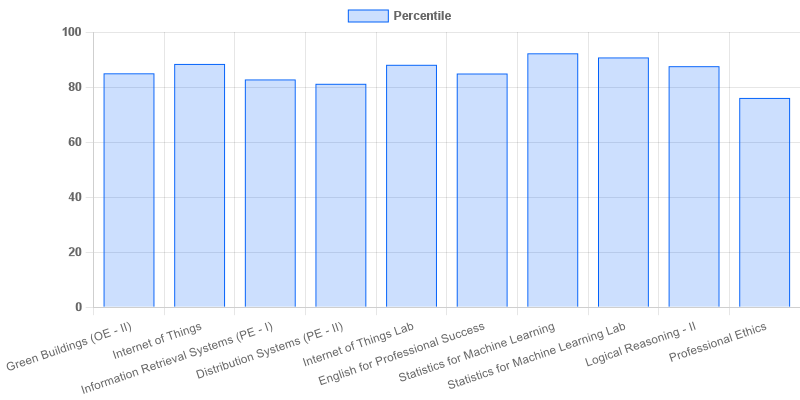 Percentile
100
80
60
40
20
0
Green Buildings (OE - II)
Internet of Things
Information Retrieval Systems (PE - I)
Distribution Systems (PE - II)
Internet of Things Lab
English for Professional Success
Statistics for Machine Learning
Statistics for Machine Learning Lab
Logical Reasoning - II
Professional Ethics